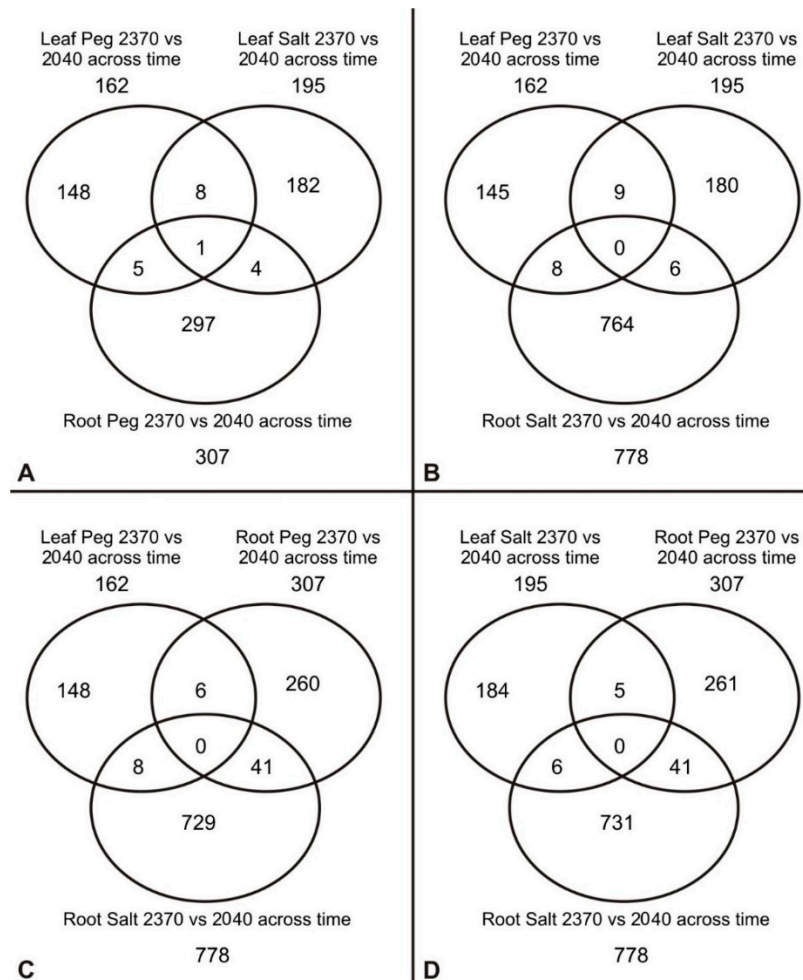 Leaf Peg 2370 vs
2040 across time
162
Leaf Salt 2370 vs
2040 across time
195
148
8
182
1
5
4
297
Root Peg 2370 vs 2040 across time
307
A
Leaf Peg 2370 vs
2040 across time
162
Leaf Salt 2370 vs
2040 across time
195
145
9
180
0
8
6
764
Root Salt 2370 vs 2040 across time
778
B
Leaf Peg 2370 vs
2040 across time
162
Root Peg 2370 vs
2040 across time
307
148
6
260
0
8
41
729
Root Salt 2370 vs 2040 across time
778
C
Leaf Salt 2370 vs
2040 across time
195
Root Peg 2370 vs
2040 across time
307
184
5
261
0
6
41
731
Root Salt 2370 vs 2040 across time
778
D